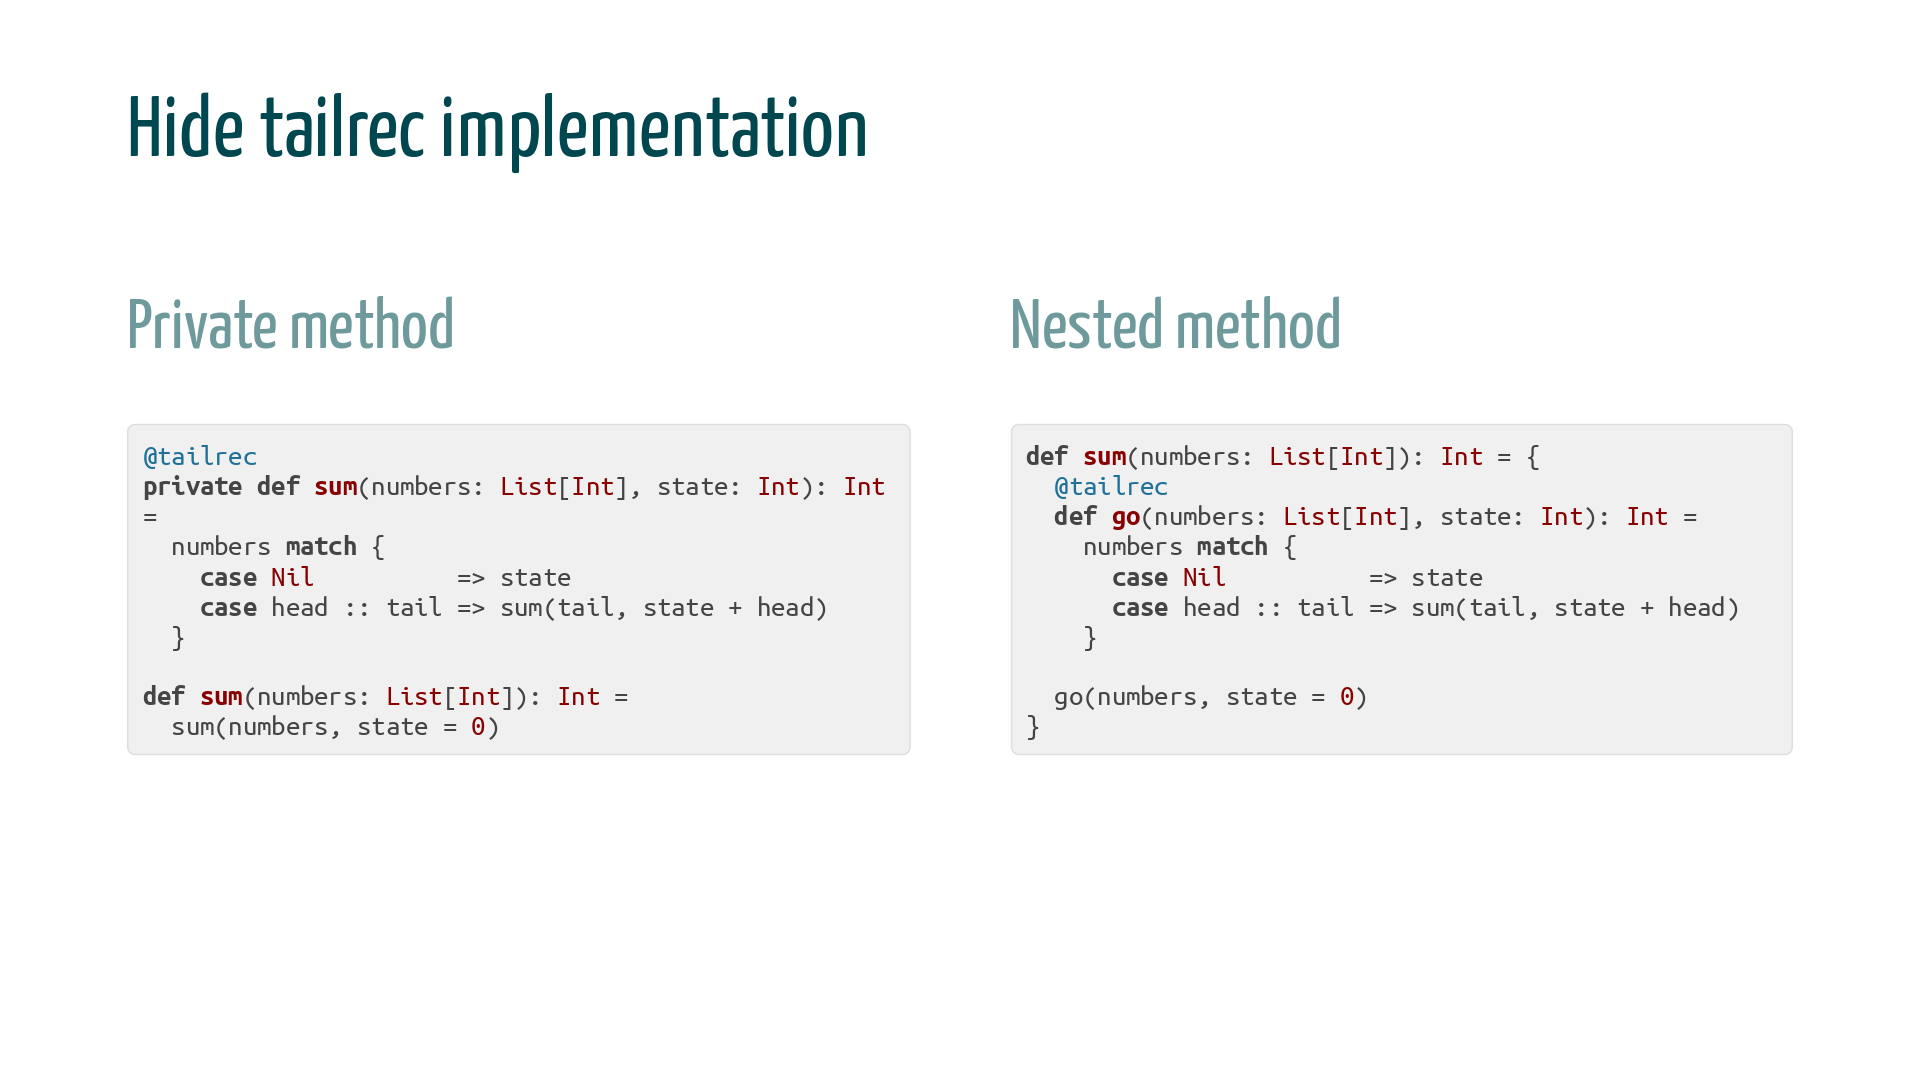 Hide tailrec implementation
Private method
@tailrec
private def sum(numbers: List[Int], state: Int): Int
=
  numbers match {
    case Nil          => state
    case head :: tail => sum(tail, state + head)
  }

def sum(numbers: List[Int]): Int =
  sum(numbers, state = 0)
Nested method
def sum(numbers: List[Int]): Int = {
  @tailrec
  def go(numbers: List[Int], state: Int): Int =
    numbers match {
      case Nil          => state
      case head :: tail => sum(tail, state + head)
    }

  go(numbers, state = 0)
}